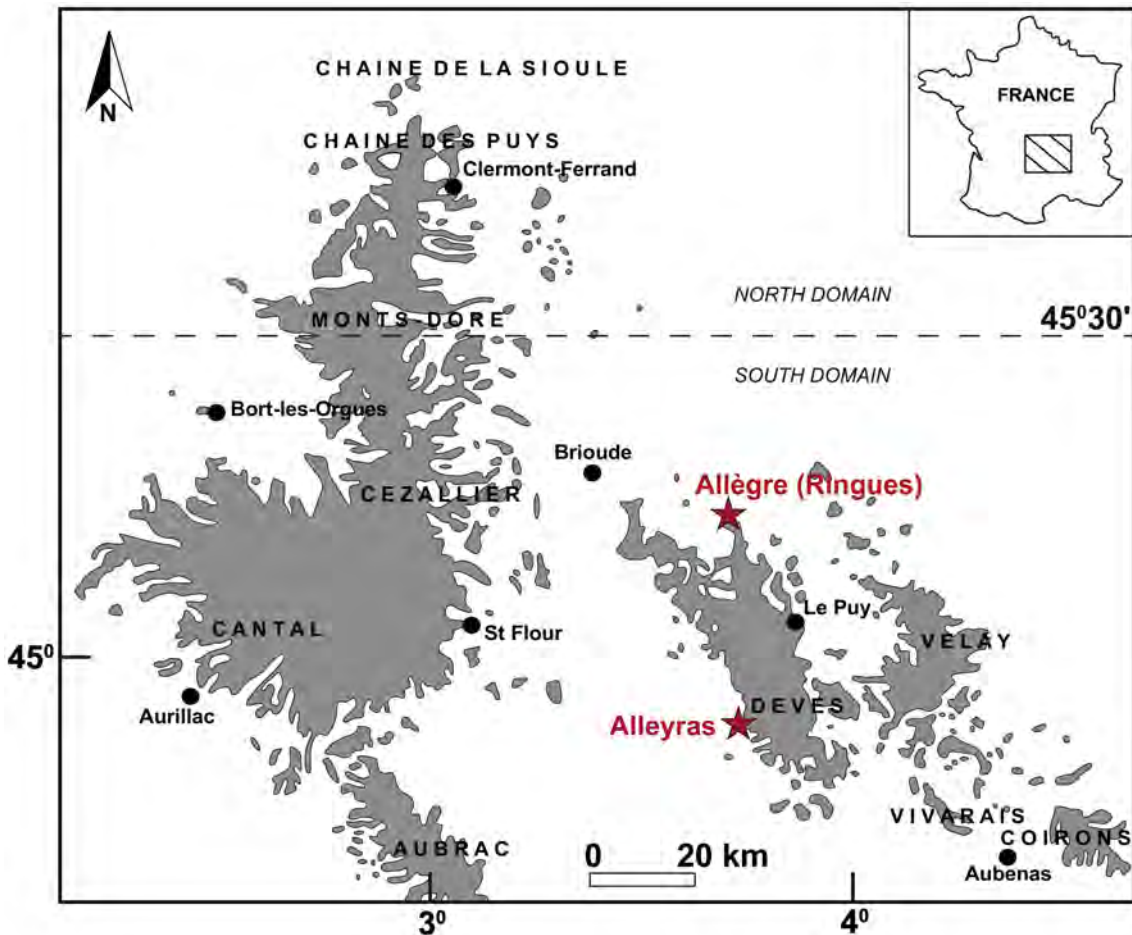 CHAINE DE LA SIOULE
FRANCE
N
CHAINE DES PUYS
Clermont-Ferrand
NORTH DOMAIN
MONTS-DORE
45⁰30'
SOUTH DOMAIN
Bort-les-Orgues
Brioude
CEZALLIER
Allègre (Ringues)
Le Puy
CANTAL
St Flour
VELAY
45⁰
DEVES
Aurillac
Alleyras
VIVARAIS
COIRONS
AUBRAC
0 20 km
Aubenas
3⁰
4⁰